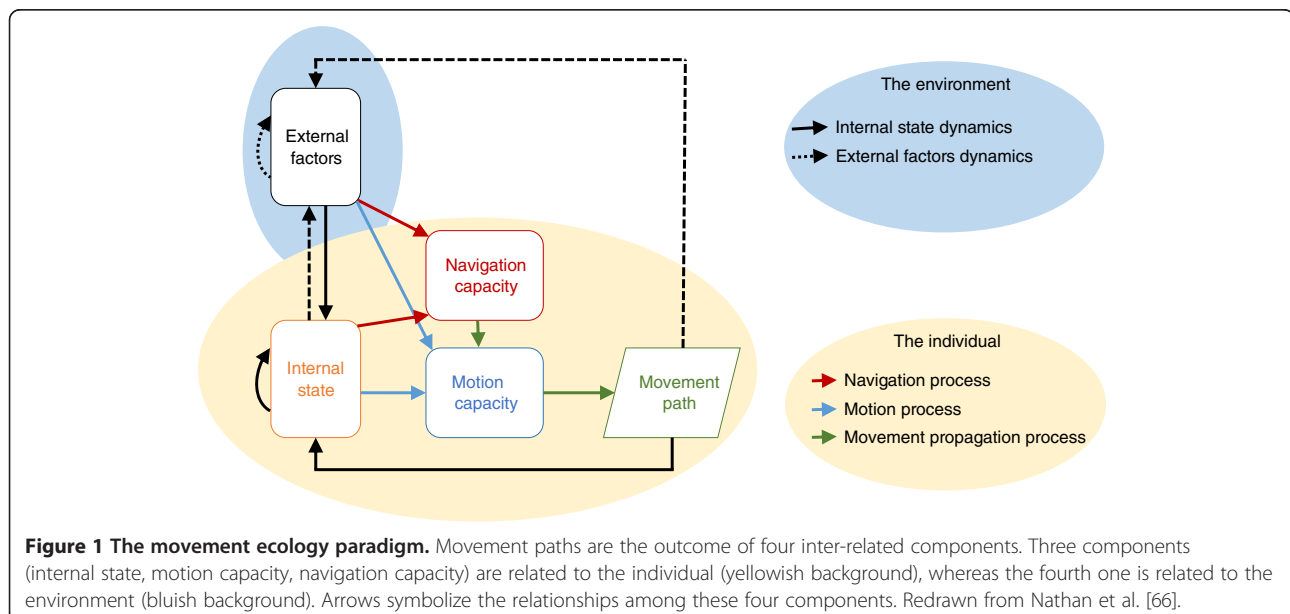 External
factors
Navigation
capacity
Internal
state
Motion
capacity
Movement
path
The environment
Internal state dynamics
External factors dynamics
The individual
Navigation process
Motion process
Movement propagation process
Figure 1 The movement ecology paradigm. Movement paths are the outcome of four inter-related components. Three components
(internal state, motion capacity, navigation capacity) are related to the individual (yellowish background), whereas the fourth one is related to the
environment (bluish background). Arrows symbolize the relationships among these four components. Redrawn from Nathan et al. [66].